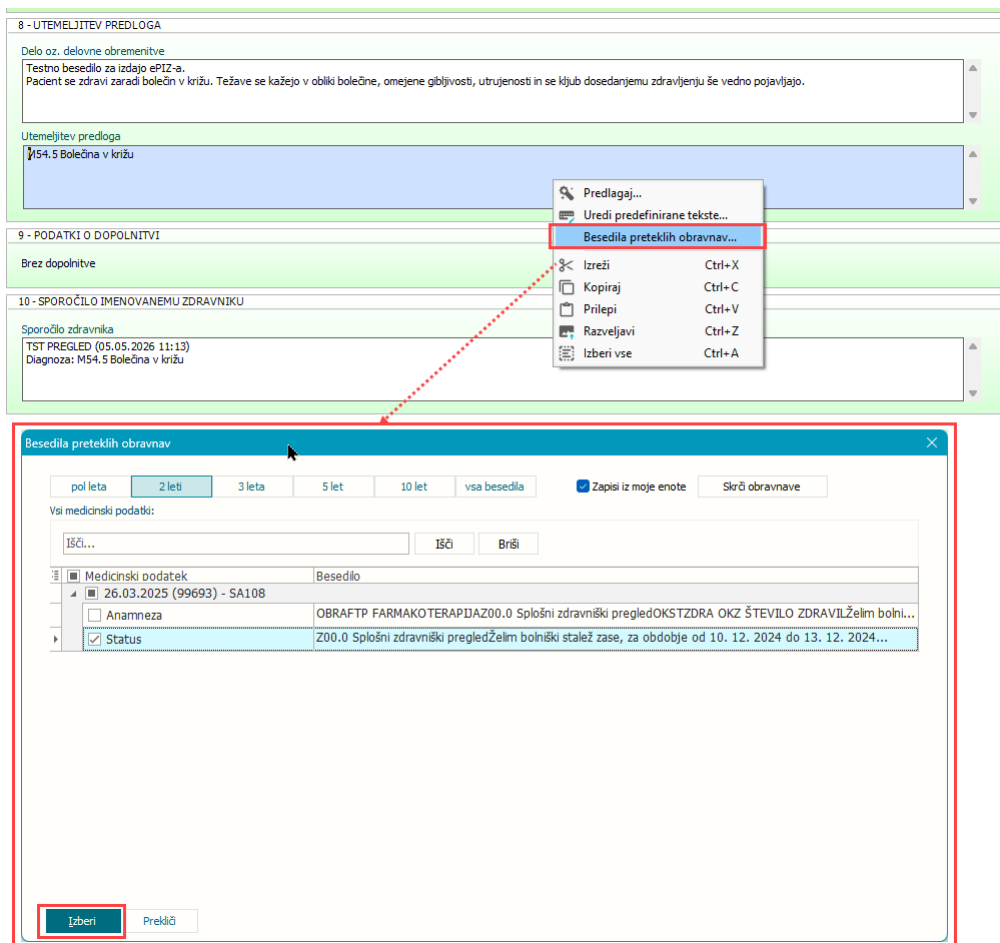 8 - UTEMELJITEV PREDLOGA
Delo oz. delovne obremenitve
Testno besedilo za izdajo ePIZ-a.
Pacient se zdravi zaradi bolečin v križu. Težave se kažejo v obliki bolečine, omejene gibljivosti, utrujenosti in se kljub dosedanjemu zdravljenju še vedno pojavljajo.
Utemeljitev predloga
M54.5 Bolečina v križu
Predlagaj...
Uredi predefinirane tekste...
Besedila preteklih obravnav...
Izreži Ctrl+X
Kopiraj Ctrl+C
Prilepi Ctrl+V
Razveljavi Ctrl+Z
Izberi vse Ctrl+A
9 - PODATKI O DOPOLNITVI
Brez dopolnitve
10 - SPOROČILO IMENOVANEMU ZDRAVNIKU
Sporočilo zdravnika
TST PREGLED (05.05.2026 11:13)
Diagnoza: M54.5 Bolečina v križu
Besedila preteklih obravnav
pol leta 2 leti 3 leta 5 let 10 let vsa besedila Zapisi iz moje enote Skrči obravnave
Vsi medicinski podatki:
Išči... Išči Briši
Medicinski podatek Besedilo
26.03.2025 (99693) - SA108
Anamneza OBRAFTP FARMAKOTERAPIJAZ00.0 Splošni zdravniški pregledOKSTZDRA OKZ ŠTEVILO ZDRAVILŽelim bolni...
Status Z00.0 Splošni zdravniški pregledŽelim bolniški stalež zase, za obdobje od 10. 12. 2024 do 13. 12. 2024...
Izberi Prekliči